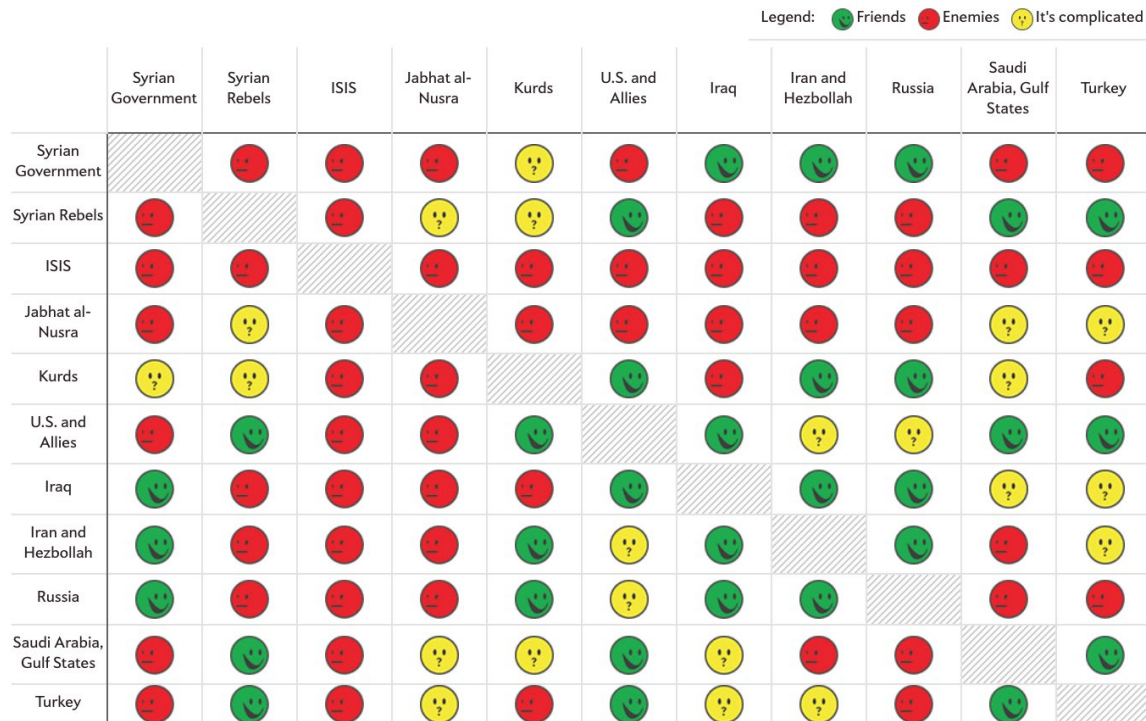 Legend: Friends Enemies It's complicated
Syrian Government
Syrian Rebels
ISIS
Jabhat al-Nusra
Kurds
U.S. and Allies
Iraq
Iran and Hezbollah
Russia
Saudi Arabia, Gulf States
Turkey
Syrian
Government
? 
Syrian Rebels
? ?
ISIS
Jabhat al-
Nusra
? ? ?
Kurds
? ? ?
U.S. and
Allies
? ?
Iraq
? ?
Iran and
Hezbollah
? ?
Russia
?
Saudi Arabia,
Gulf States
? ? ?
Turkey
? ? ?